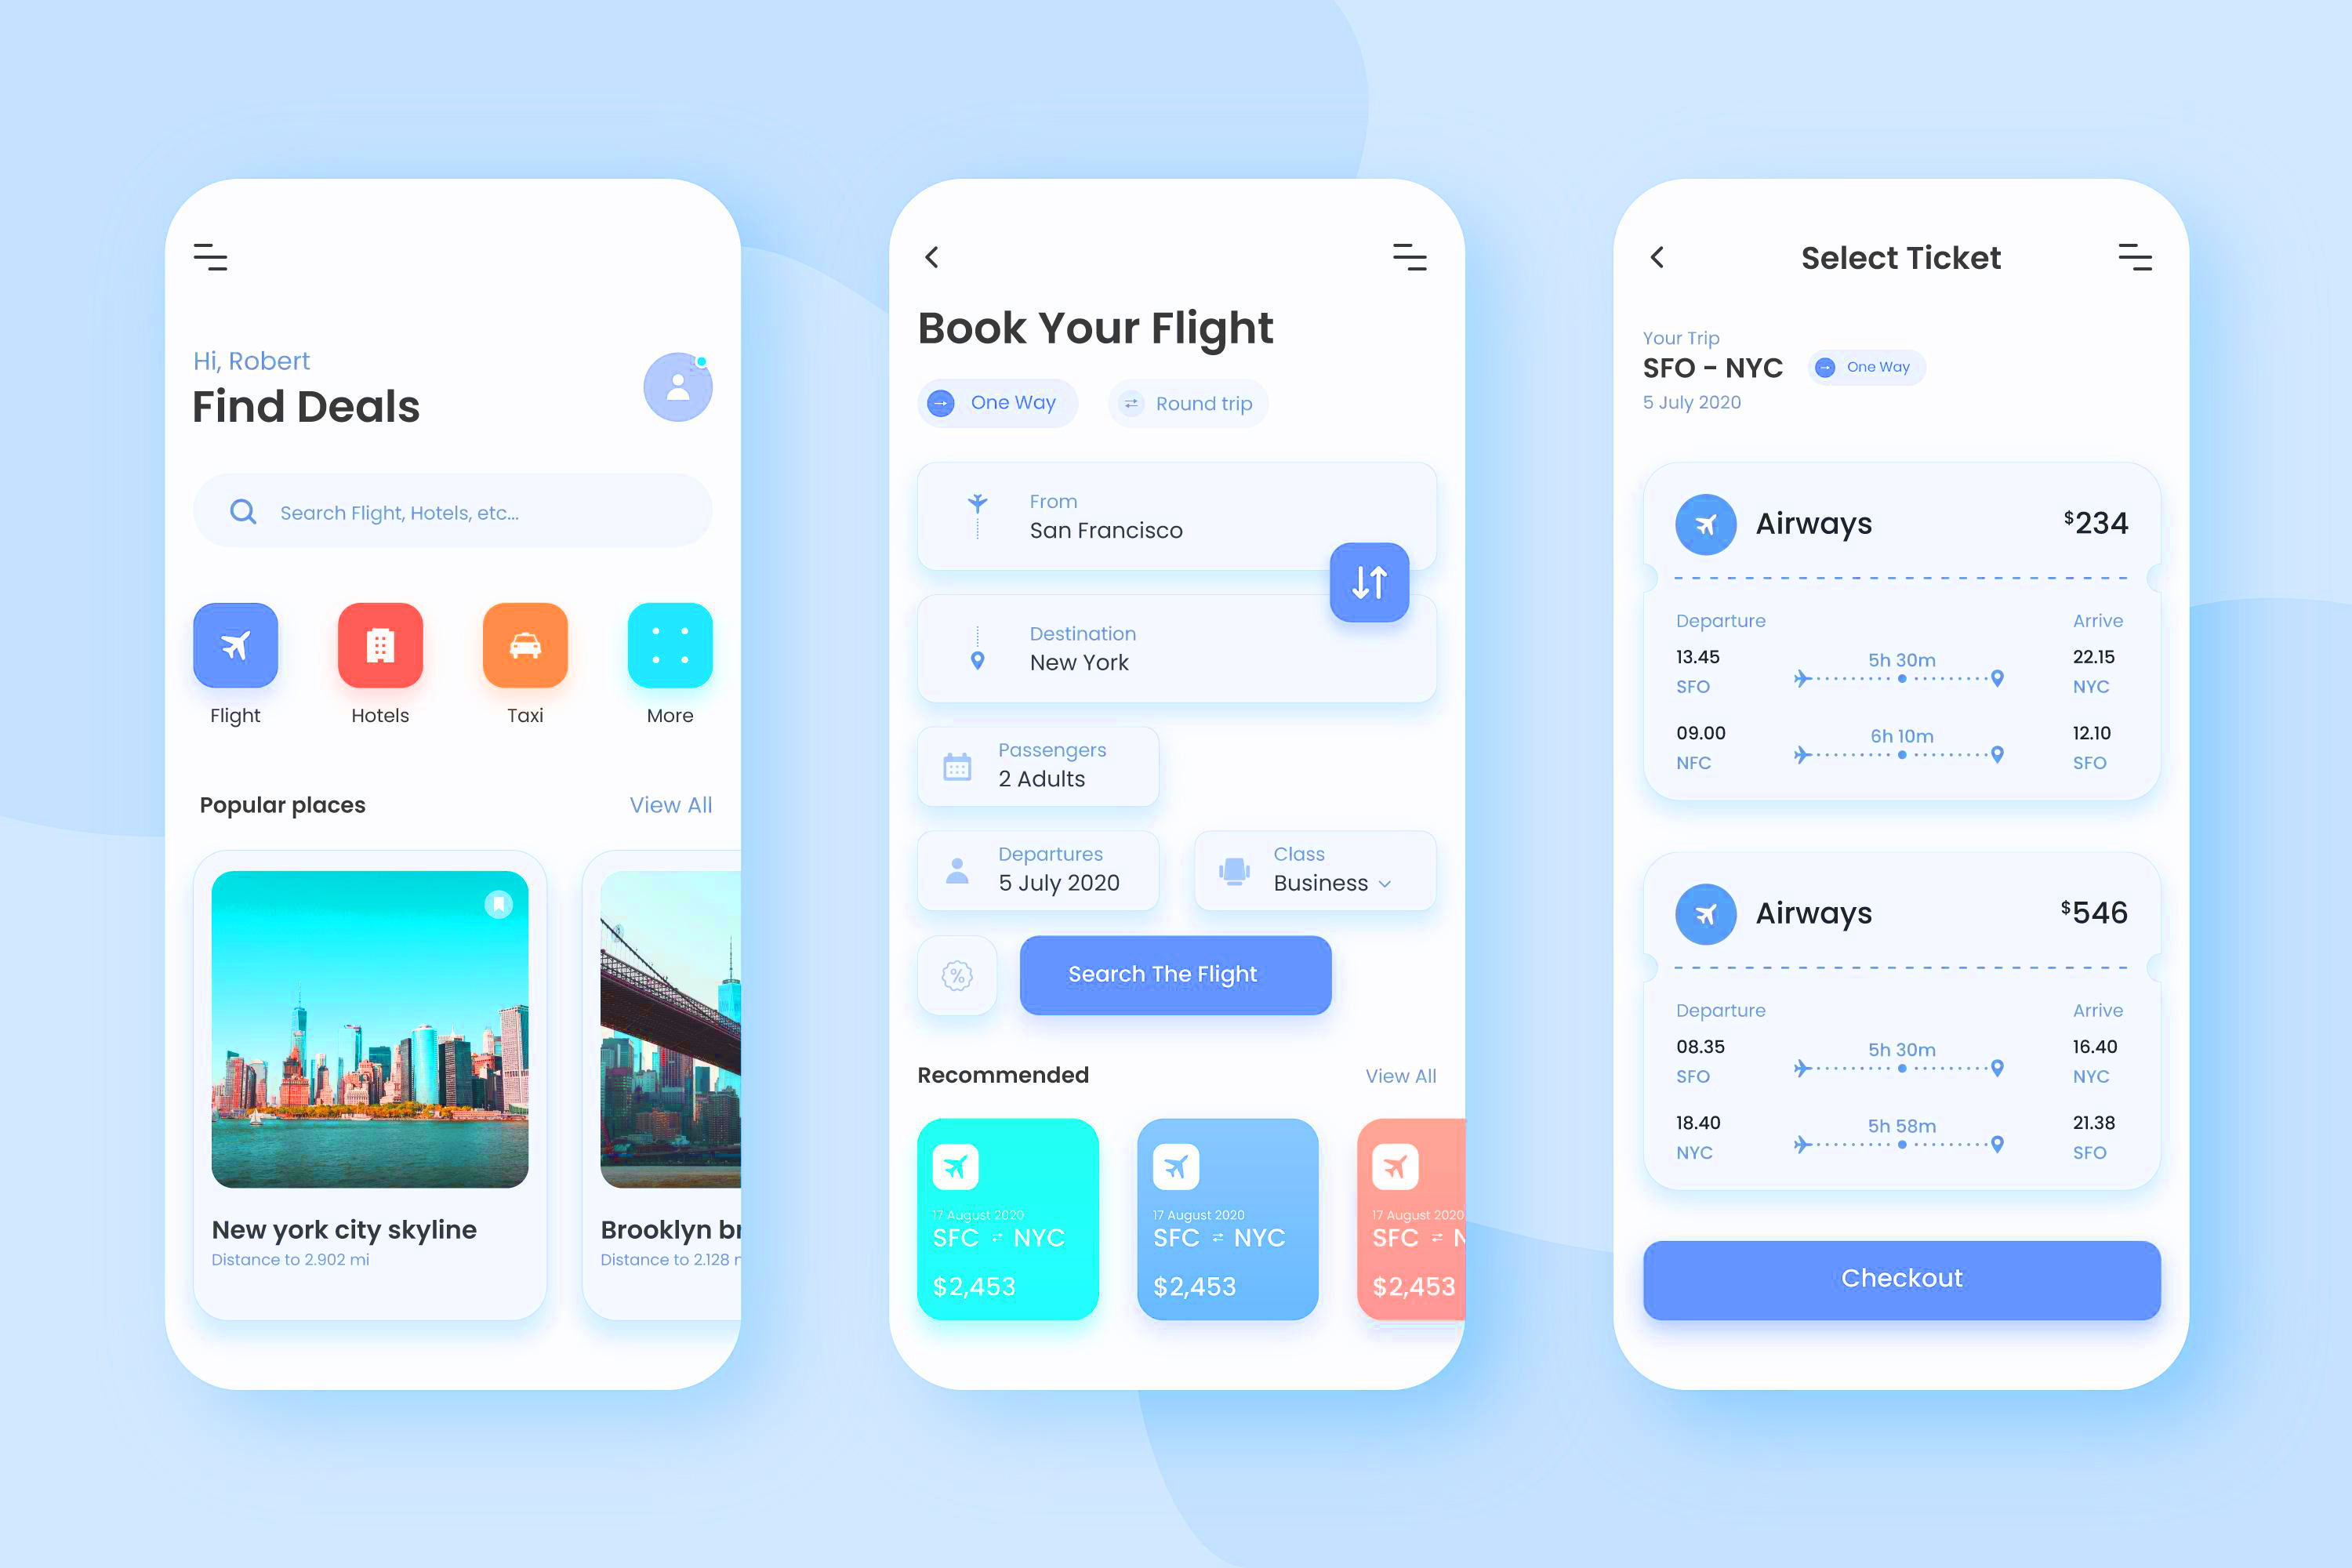 Hi, Robert
Find Deals
Search Flight, Hotels, etc...
Flight
Hotels
Taxi
More
Popular places
View All
New york city skyline
Distance to 2.902 mi
Brooklyn br
Distance to 2.128
Book Your Flight
One Way
Round trip
From
San Francisco
Destination
New York
Passengers
2 Adults
Departures
5 July 2020
Class
Business
%
Search The Flight
Recommended
View All
17 August 2020
SFC NYC
$2,453
17 August 2020
SFC NYC
$2,453
17 August 2020
SFC N
$2,453
Select Ticket
Your Trip
SFO - NYC
One Way
5 July 2020
Airways
$234
Departure
Arrive
13.45
5h 30m
22.15
SFO
NYC
09.00
6h 10m
12.10
NFC
SFO
Airways
$546
Departure
Arrive
08.35
5h 30m
16.40
SFO
NYC
18.40
5h 58m
21.38
NYC
SFO
Checkout